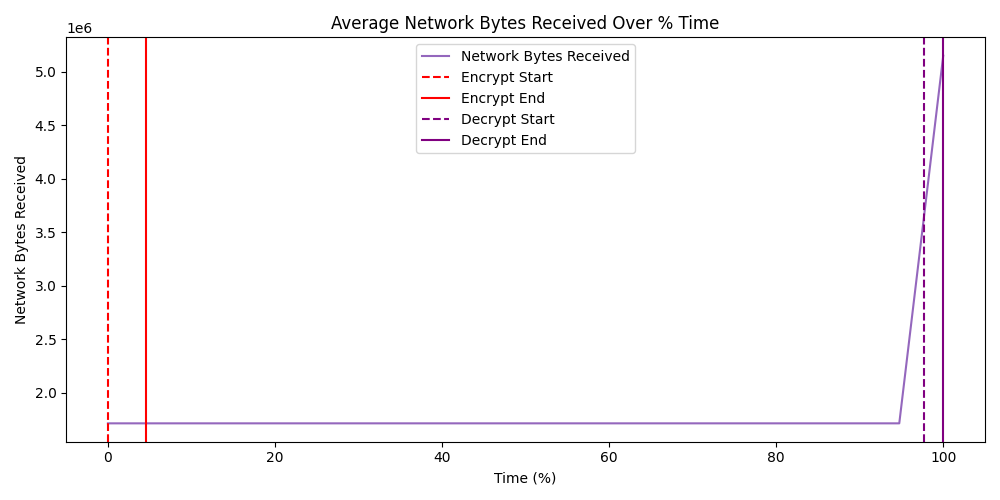 Average Network Bytes Received Over % Time
1e6
Network Bytes Received
Encrypt Start
Encrypt End
Decrypt Start
Decrypt End
5.0
4.5
4.0
3.5
3.0
2.5
2.0
Network Bytes Received
0 20 40 60 80 100
Time (%)